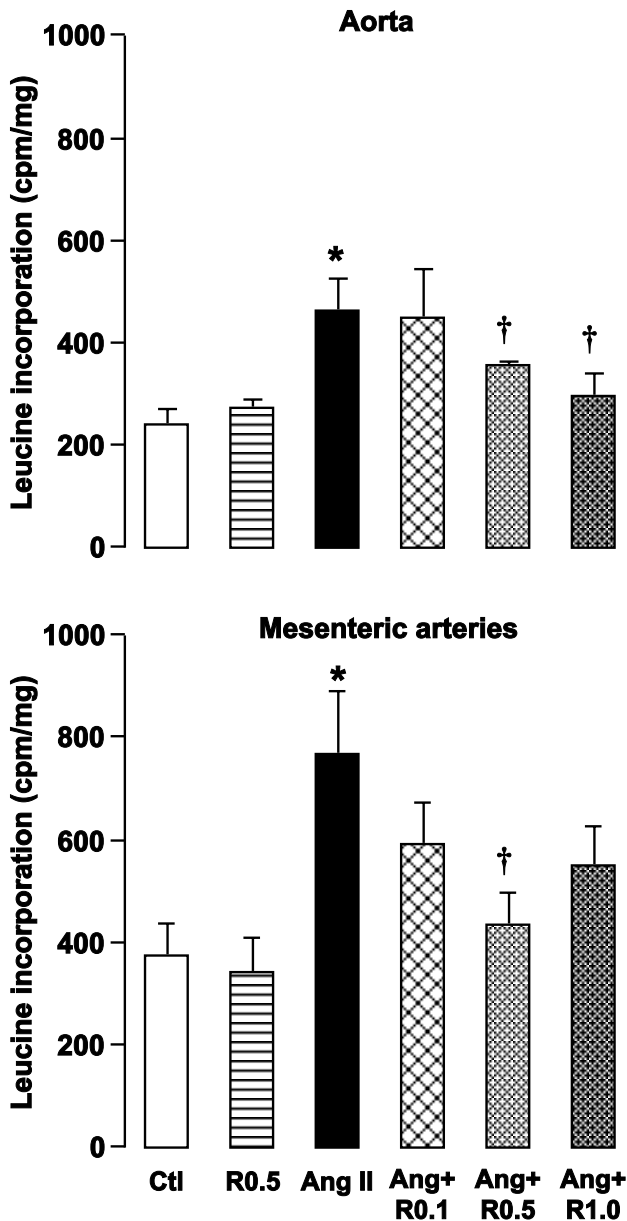 Aorta
Leucine incorporation (cpm/mg)
1000
800
600
400
200
0
*
†
†
Mesenteric arteries
Leucine incorporation (cpm/mg)
1000
800
600
400
200
0
*
†
Ctl R0.5 Ang II Ang+ Ang+ Ang+
R0.1 R0.5 R1.0